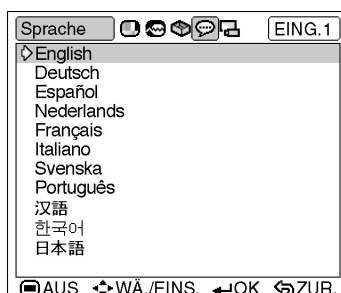 Sprache EING.1
English
Deutsch
Español
Nederlands
Français
Italiano
Svenska
Português
汉語
한국어
日本語
AUS WÄ./EINS. OK ZUR.